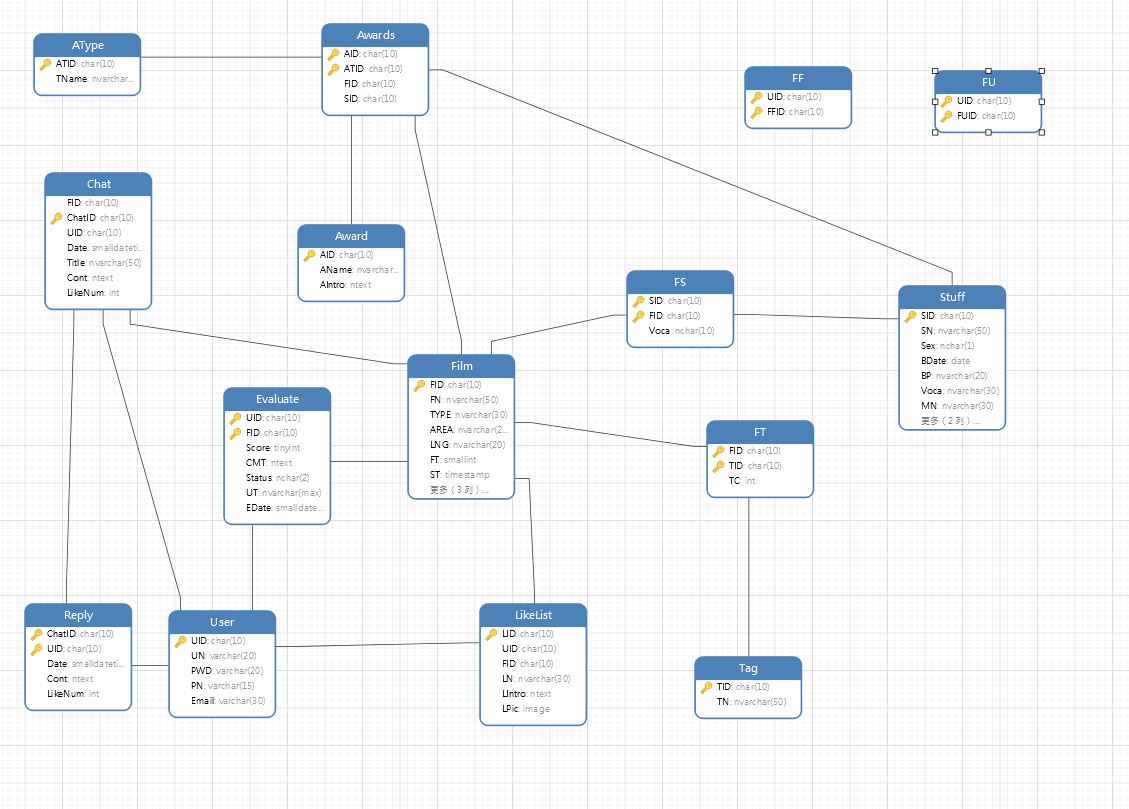 AType
ATID: char(10)
TName: nvarchar...
Awards
AID: char(10)
ATID: char(10)
FID: char(10)
SID: char(10)
FF
UID: char(10)
FFID: char(10)
FU
UID: char(10)
FUID: char(10)
Chat
FID: char(10)
ChatID: char(10)
UID: char(10)
Date: smalldateti...
Title: nvarchar(50)
Cont: ntext
LikeNum: int
Award
AID: char(10)
AName: nvarchar...
AIntro: ntext
FS
SID: char(10)
FID: char(10)
Voca: nchar(10)
Stuff
SID: char(10)
SN: nvarchar(50)
Sex: nchar(1)
BDate: date
BP: nvarchar(20)
Voca: nvarchar(30)
MN: nvarchar(30)
更多 ( 2 列 ) ...
Film
FID: char(10)
FN: nvarchar(50)
TYPE: nvarchar(30)
AREA: nvarchar(2...
LNG: nvarchar(20)
FT: smallint
ST: timestamp
更多 ( 3 列 ) ...
Evaluate
UID: char(10)
FID: char(10)
Score: tinyint
CMT: ntext
Status: nchar(2)
UT: nvarchar(max)
EDate: smalldate...
FT
FID: char(10)
TID: char(10)
TC: int
Reply
ChatID: char(10)
UID: char(10)
Date: smalldateti...
Cont: ntext
LikeNum: int
User
UID: char(10)
UN: varchar(20)
PWD: varchar(20)
PN: varchar(15)
Email: varchar(30)
LikeList
LID: char(10)
UID: char(10)
FID: char(10)
LN: nvarchar(30)
LIntro: ntext
LPic: image
Tag
TID: char(10)
TN: nvarchar(50)